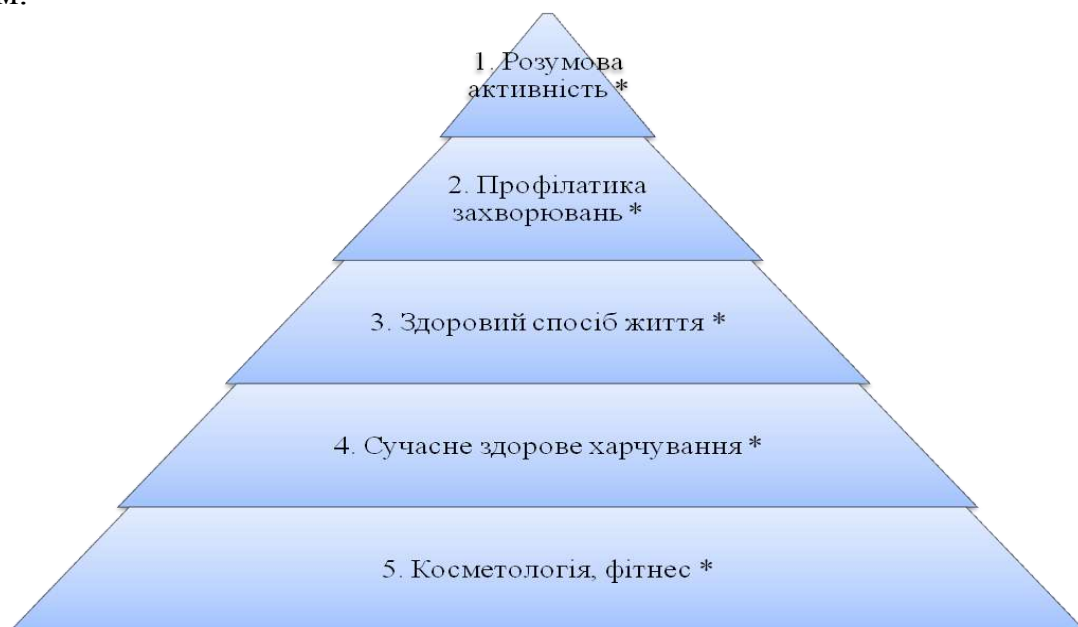 м.
1. Розумова
активність *
2. Профілатика
захворювань *
3. Здоровий спосіб життя *
4. Сучасне здорове харчування *
5. Косметологія, фітнес *